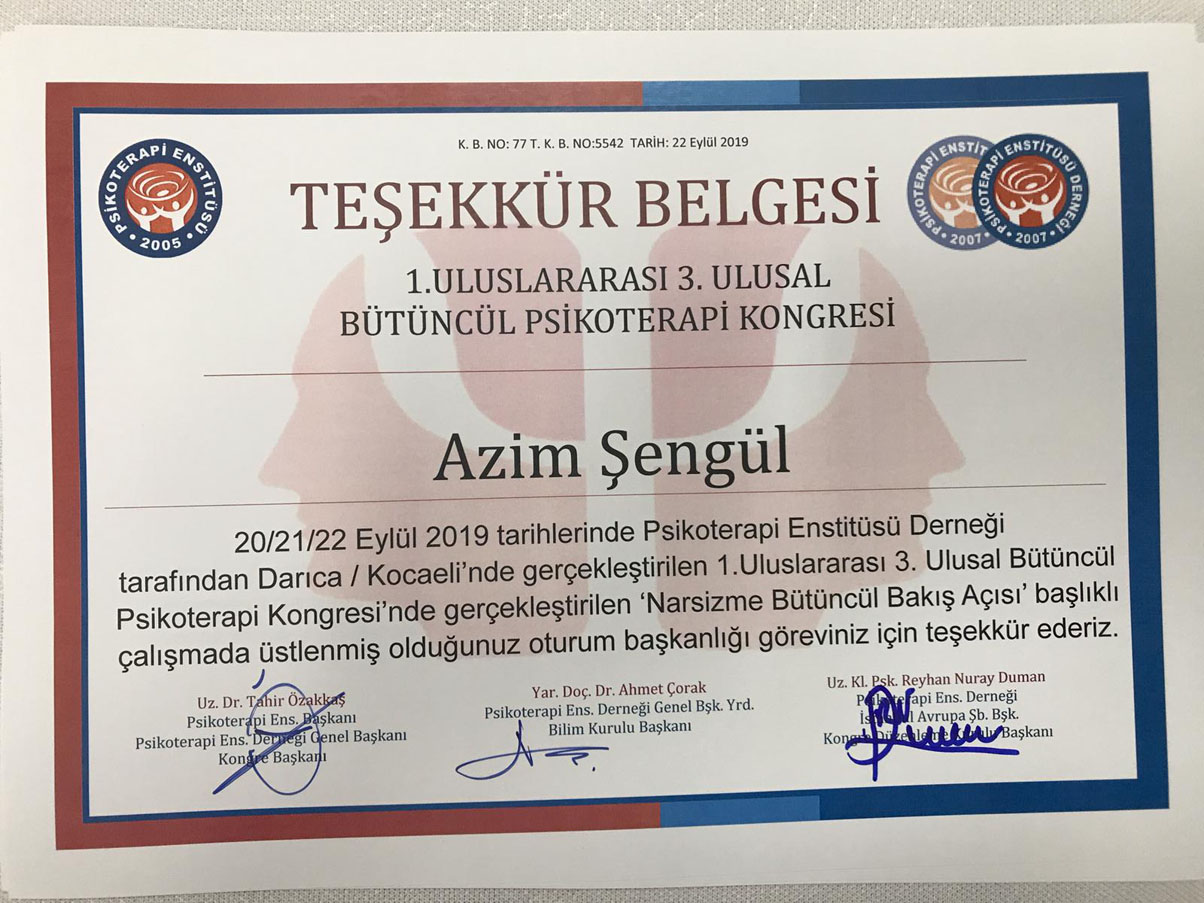 K. B. NO: 77 T. K. B. NO:5542 TARİH: 22 Eylül 2019
PSİKOTERAPİ ENSTİTÜSÜ
2005
PSİKOTERAPİ ENSTİT
2007
PSİKOTERAPİ ENSTİTÜSÜ DERNEĞİ
2007
TEŞEKKÜR BELGESİ
1.ULUSLARARASI 3. ULUSAL
BÜTÜNCÜL PSİKOTERAPİ KONGRESİ
Azim Şengül
20/21/22 Eylül 2019 tarihlerinde Psikoterapi Enstitüsü Derneği
tarafından Darıca / Kocaeli’nde gerçekleştirilen 1.Uluslararası 3. Ulusal Bütüncül
Psikoterapi Kongresi’nde gerçekleştirilen ‘Narsizme Bütüncül Bakış Açısı’ başlıklı
çalışmada üstlenmiş olduğunuz oturum başkanlığı göreviniz için teşekkür ederiz.
Uz. Dr. Tahir Özakkaş
Psikoterapi Ens. Başkanı
Psikoterapi Ens. Derneği Genel Başkanı
Kongre Başkanı
Yar. Doç. Dr. Ahmet Çorak
Psikoterapi Ens. Derneği Genel Bşk. Yrd.
Bilim Kurulu Başkanı
Uz. Kl. Psk. Reyhan Nuray Duman
Psikoterapi Ens. Derneği
İstanbul Avrupa Şb. Bşk.
Kongre Düzenleme Kurulu Başkanı